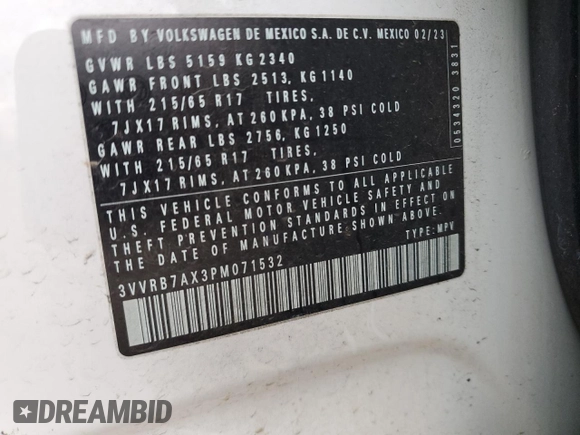 MFD BY VOLKSWAGEN DE MEXICO S.A. DE C.V. MEXICO 02/23
GVWR LBS 5159 KG 2340
GAWR FRONT LBS 2513, KG 1140
WITH 215/65 R17 TIRES,
7JX17 RIMS, AT 260 KPA, 38 PSI COLD
GAWR REAR LBS 2756, KG 1250
WITH 215/65 R17 TIRES,
7JX17 RIMS, AT 260 KPA, 38 PSI COLD
THIS VEHICLE CONFORMS TO ALL APPLICABLE
U.S. FEDERAL MOTOR VEHICLE SAFETY AND
THEFT PREVENTION STANDARDS IN EFFECT ON
THE DATE OF MANUFACTURE SHOWN ABOVE.
3VVRB7AX3PM071532 TYPE: MPV
0534320 3831
DREAMBID